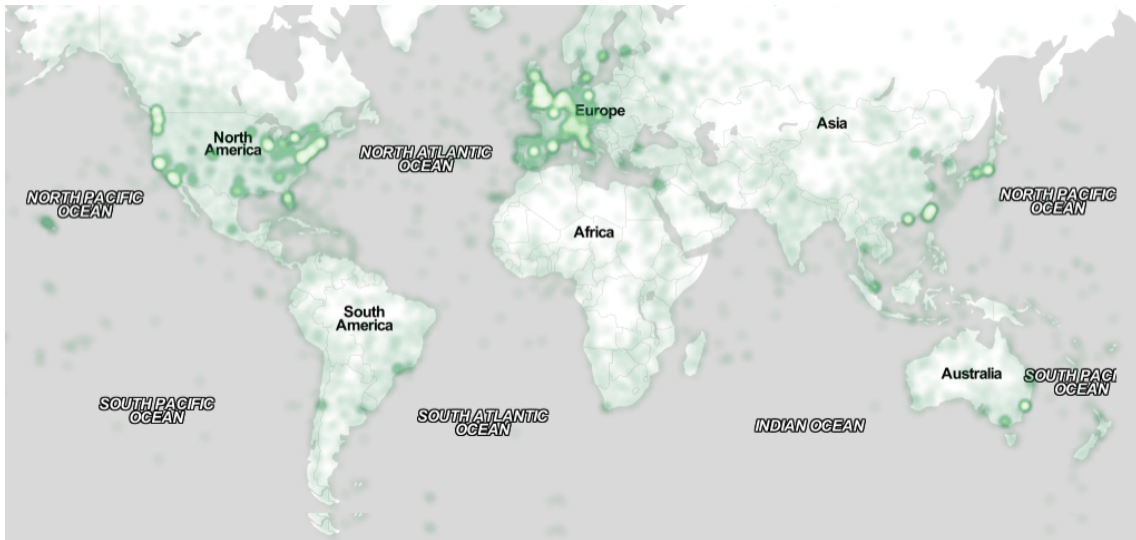 Europe
Asia
North
America
NORTH ATLANTIC
OCEAN
NORTH PACIFIC
OCEAN
NORTH PACIFIC
OCEAN
Africa
South
America
Australia
SOUTH PACI
OCEAN
SOUTH PACIFIC
OCEAN
SOUTH ATLANTIC
OCEAN
INDIAN OCEAN